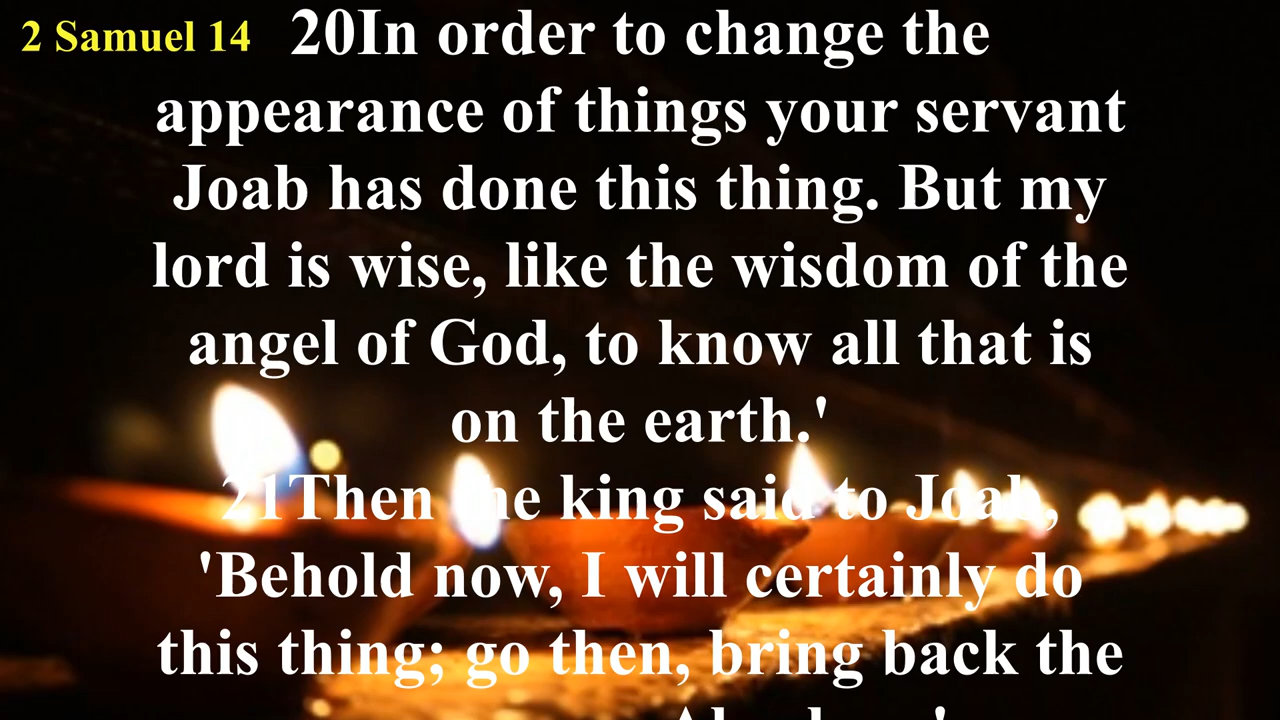 2 Samuel 14 20In order to change the
appearance of things your servant
Joab has done this thing. But my
lord is wise, like the wisdom of the
angel of God, to know all that is
on the earth.'
21Then the king said to Joab,
'Behold now, I will certainly do
this thing; go then, bring back the